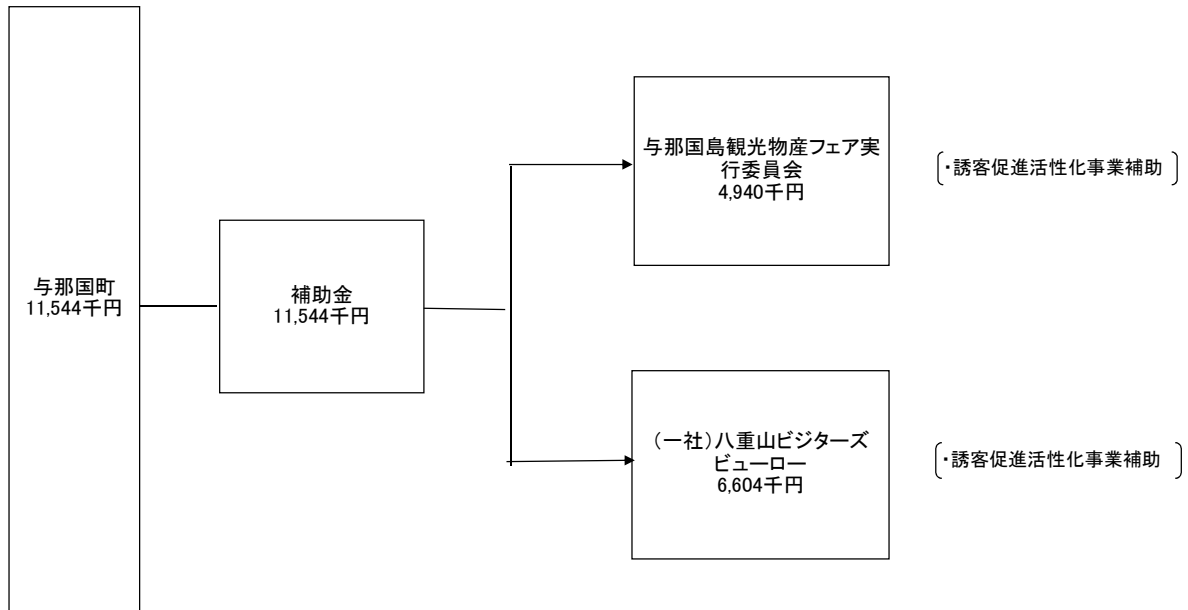 与那国町
11,544千円
補助金
11,544千円
与那国島観光物産フェア実
行委員会
4,940千円
・誘客促進活性化事業補助
（一社）八重山ビジターズ
ビューロー
6,604千円
・誘客促進活性化事業補助